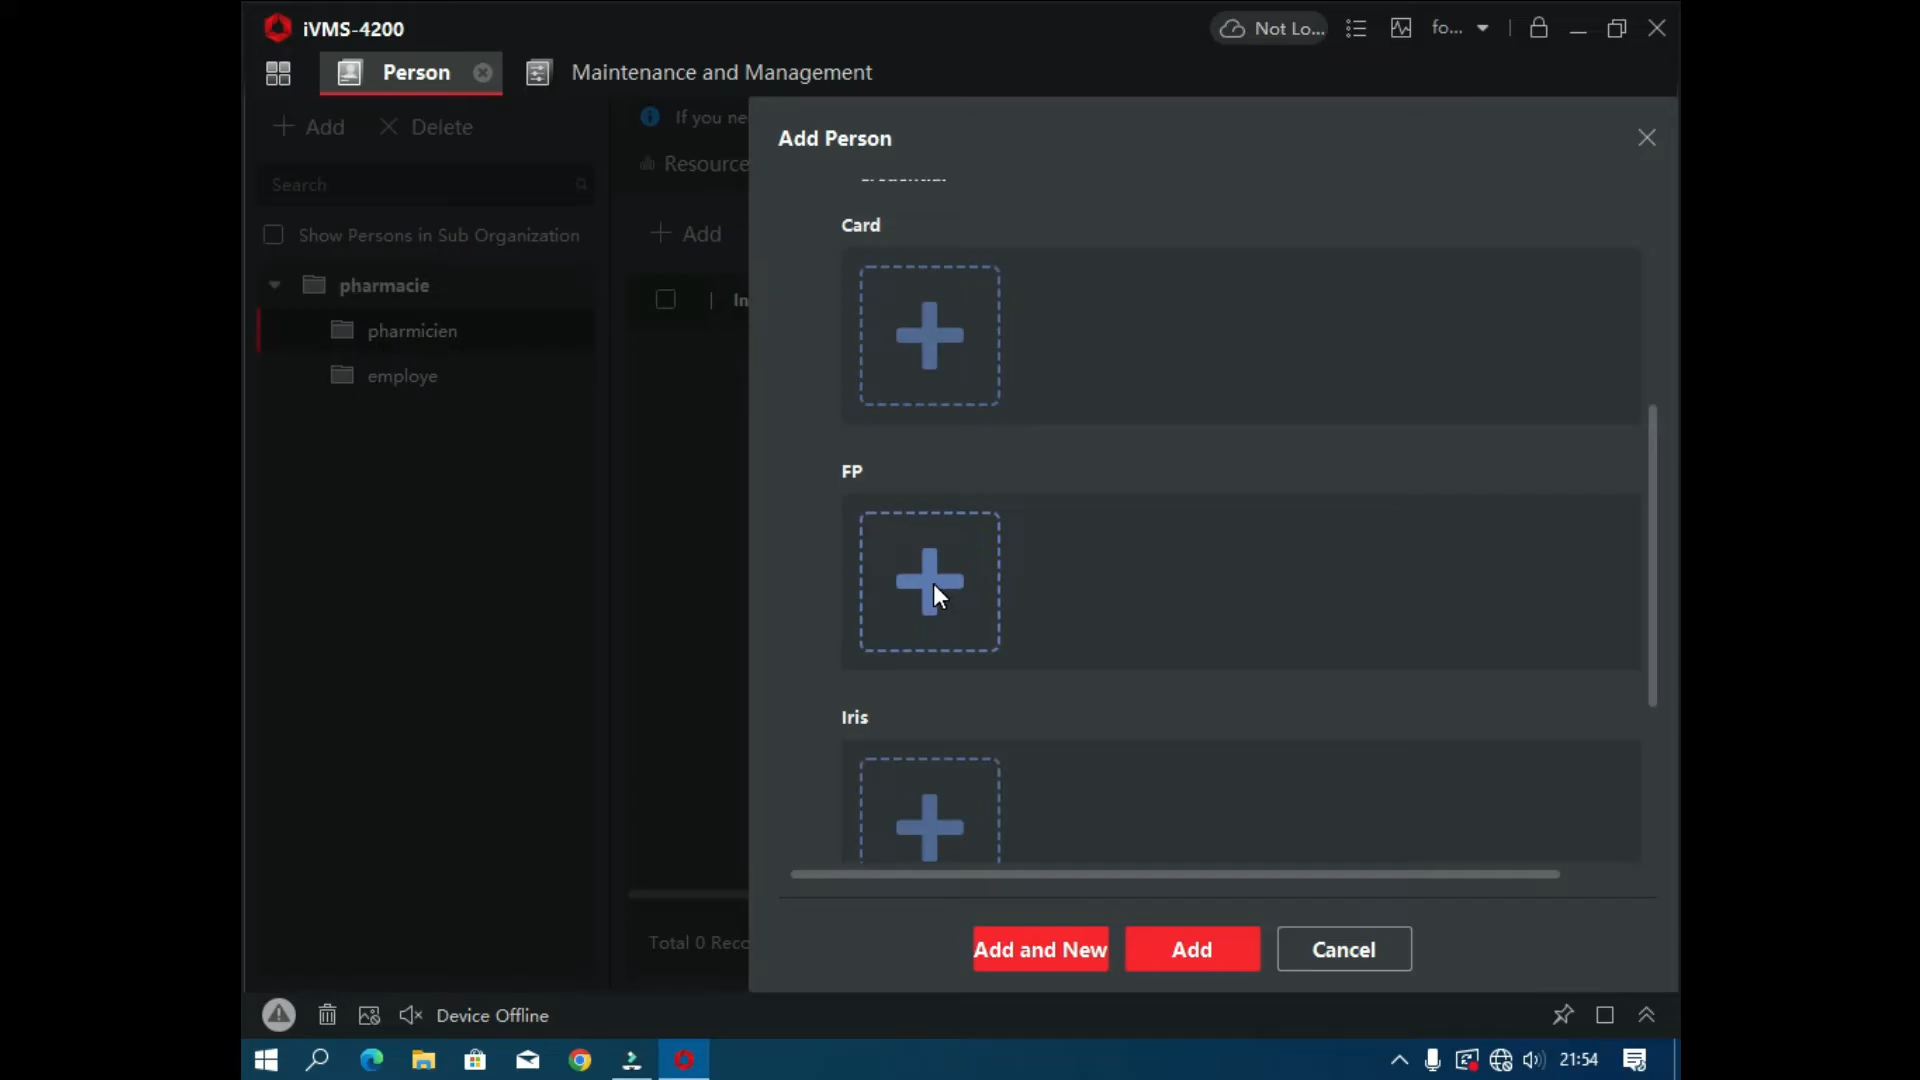 iVMS-4200
Not Lo...
fo...
Person
Maintenance and Management
Add
Delete
If you ne
Add Person
Resource
Search
Card
Show Persons in Sub Organization
Add
pharmacie
In
pharmicien
employe
FP
Iris
Total 0 Reco
Add and New
Add
Cancel
Device Offline
21:54